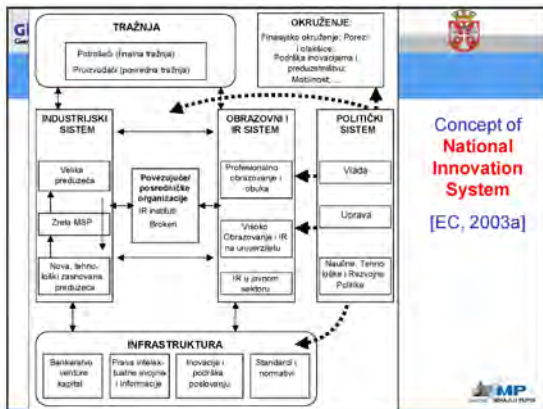 TRAŽNJA
Potrošači (finalna tražnja)
Proizvođači (posredna tražnja)
OKRUŽENJE:
Finansijsko okruženje; Porezi
i olakšice;
Podrška inovacijama i
preduzetništvu;
Mobilnost, ...
INDUSTRIJSKI
SISTEM
Velika
preduzeća
Zrela MSP
Nova, tehno-
loški zasnovana
preduzeća
Povezujuće/
posredničke
organizacije
IR instituti
Brokeri
OBRAZOVNI I
IR SISTEM
Profesionalno
obrazovanje i
obuka
Visoko
Obrazovanje i IR
na univerzitetu
IR u javnom
sektoru
POLITIČKI
SISTEM
Vlada
Uprava
Naučne, Tehno
loške i Razvojne
Politike
INFRASTRUKTURA
Bankarstvo
venture
kapital
Prava intelek-
tualne svojine
i informacije
Inovacije i
podrška
poslovanju
Standardi i
normativi
Concept of
National
Innovation
System
[EC, 2003a]
MP